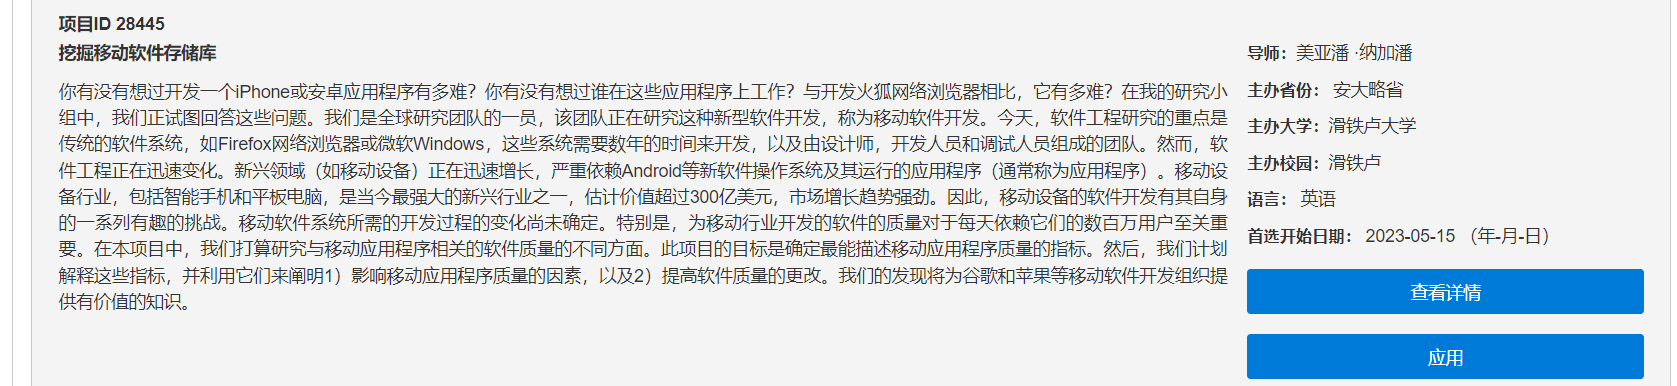 项目ID 28445
挖掘移动软件存储库
你有没有想过开发一个iPhone或安卓应用程序有多难？你有没有想过谁在这些应用程序上工作？与开发火狐网络浏览器相比，它有多难？在我的研究小
组中，我们正试图回答这些问题。我们是全球研究团队的一员，该团队正在研究这种新型软件开发，称为移动软件开发。今天，软件工程研究的重点是
传统的软件系统，如Firefox网络浏览器或微软Windows，这些系统需要数年的时间来开发，以及由设计师，开发人员和调试人员组成的团队。然而，软
件工程正在迅速变化。新兴领域（如移动设备）正在迅速增长，严重依赖Android等新软件操作系统及其运行的应用程序（通常称为应用程序）。移动设
备行业，包括智能手机和平板电脑，是当今最强大的新兴行业之一，估计价值超过300亿美元，市场增长趋势强劲。因此，移动设备的软件开发有其自身
的一系列有趣的挑战。移动软件系统所需的开发过程的变化尚未确定。特别是，为移动行业开发的软件的质量对于每天依赖它们的数百万用户至关重
要。在本项目中，我们打算研究与移动应用程序相关的软件质量的不同方面。此项目的目标是确定最能描述移动应用程序质量的指标。然后，我们计划
解释这些指标，并利用它们来阐明1）影响移动应用程序质量的因素，以及2）提高软件质量的更改。我们的发现将为谷歌和苹果等移动软件开发组织提
供有价值的知识。
导师：美亚潘 ·纳加潘
主办省份： 安大略省
主办大学：滑铁卢大学
主办校园：滑铁卢
语言： 英语
首选开始日期： 2023-05-15 （年-月-日）
查看详情
应用